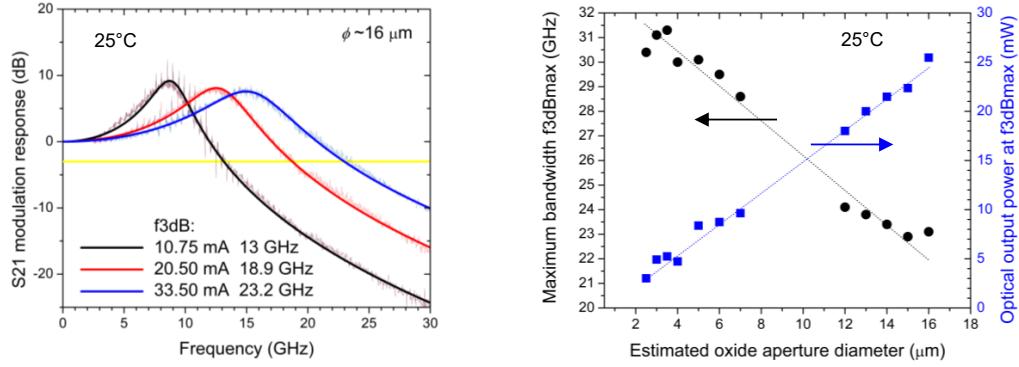 25°C
ϕ ~16 μm
S21 modulation response (dB)
20
10
0
-10
-20
f3dB:
10.75 mA 13 GHz
20.50 mA 18.9 GHz
33.50 mA 23.2 GHz
0 5 10 15 20 25 30
Frequency (GHz)
25°C
Maximum bandwidth f3dBmax (GHz)
32
31
30
29
28
27
26
25
24
23
22
21
20
30
25
20
15
10
5
0
Optical output power at f3dBmax (mW)
2 4 6 8 10 12 14 16 18
Estimated oxide aperture diameter (μm)